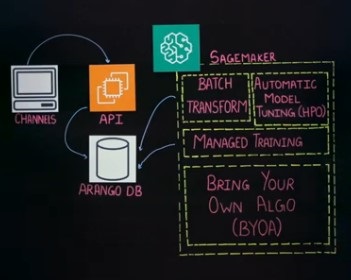 SAGEMAKER
CHANNELS
API
ARANGO DB
BATCH
TRANSFORM
AUTOMATIC
MODEL
TUNING (HPO)
MANAGED TRAINING
BRING YOUR
OWN ALGO
(BYOA)